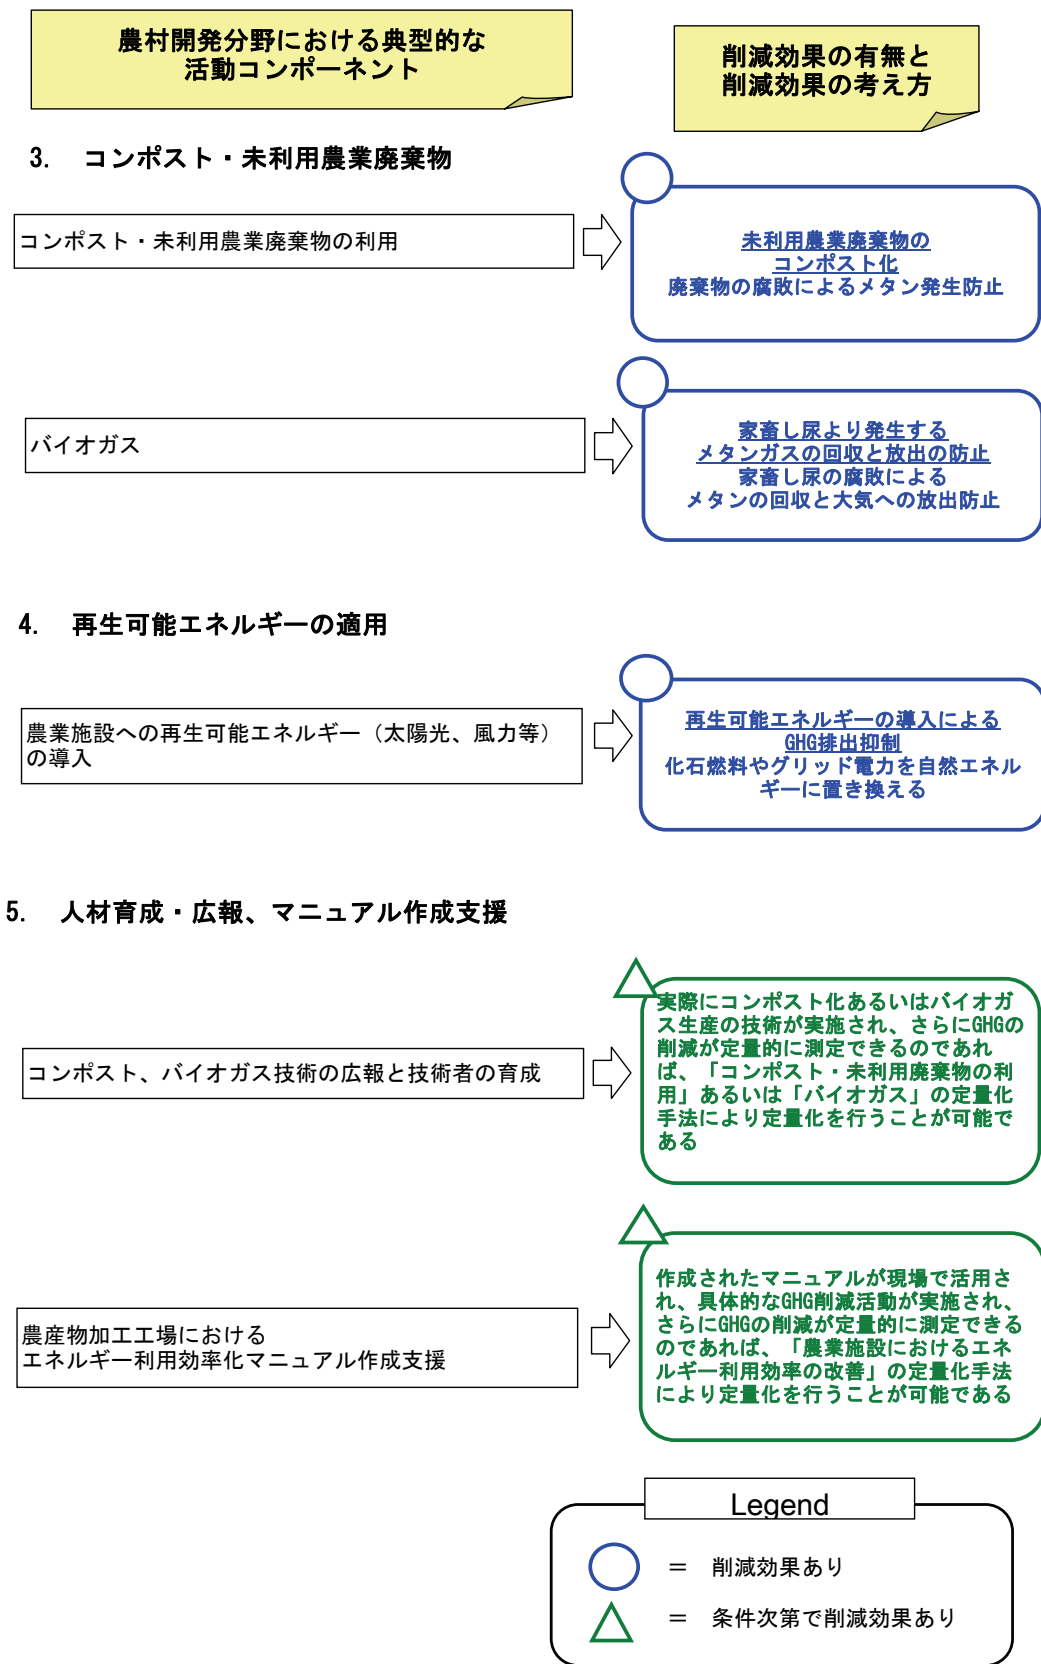 農村開発分野における典型的な
活動コンポーネント
削減効果の有無と
削減効果の考え方
3.　コンポスト・未利用農業廃棄物
コンポスト・未利用農業廃棄物の利用
未利用農業廃棄物の
コンポスト化
廃棄物の腐敗によるメタン発生防止
バイオガス
家畜し尿より発生する
メタンガスの回収と放出の防止
家畜し尿の腐敗による
メタンの回収と大気への放出防止
4.　再生可能エネルギーの適用
農業施設への再生可能エネルギー（太陽光、風力等）
の導入
再生可能エネルギーの導入による
GHG排出抑制
化石燃料やグリッド電力を自然エネル
ギーに置き換える
5.　人材育成・広報、マニュアル作成支援
コンポスト、バイオガス技術の広報と技術者の育成
実際にコンポスト化あるいはバイオガ
ス生産の技術が実施され、さらにGHGの
削減が定量的に測定できるのであれ
ば、「コンポスト・未利用廃棄物の利
用」あるいは「バイオガス」の定量化
手法により定量化を行うことが可能で
ある
農産物加工工場における
エネルギー利用効率化マニュアル作成支援
作成されたマニュアルが現場で活用さ
れ、具体的なGHG削減活動が実施され、
さらにGHGの削減が定量的に測定できる
のであれば、「農業施設におけるエネ
ルギー利用効率の改善」の定量化手法
により定量化を行うことが可能である
Legend
＝　削減効果あり
＝　条件次第で削減効果あり